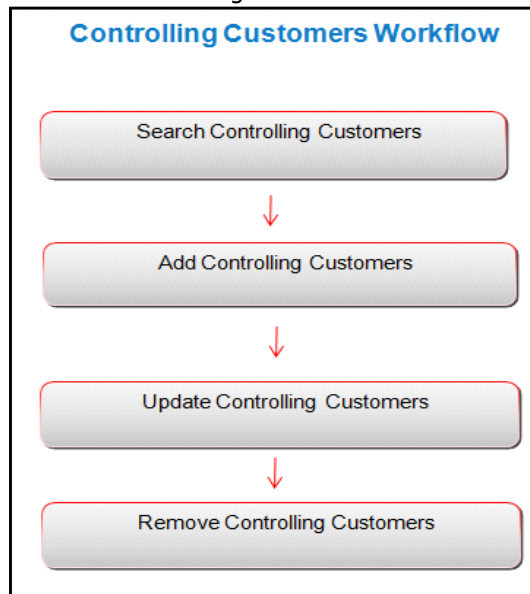 Controlling Customers Workflow
Search Controlling Customers
Add Controlling Customers
Update Controlling Customers
Remove Controlling Customers